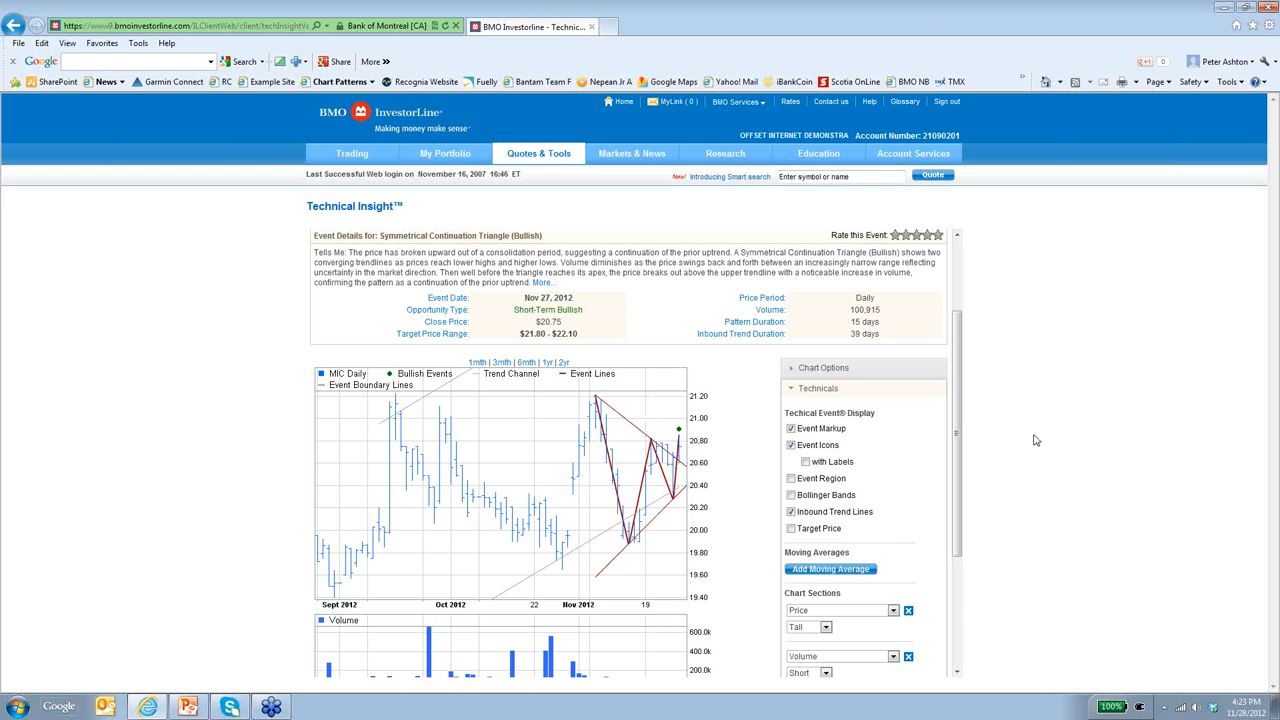 https://www9.bmoinvestorline.com/ILClientWeb/client/techInsightV
Bank of Montreal [CA]
BMO Investorline - Technic...
File Edit View Favorites Tools Help
Google Search Share More »
Peter Ashton
SharePoint News Garmin Connect RC Example Site Chart Patterns Recognia Website Fuelly Bantam Team F Nepean Jr A Google Maps Yahoo! Mail iBankCoin Scotia OnLine BMO NB TMX
Page Safety Tools
Home MyLink ( 0 ) BMO Services Rates Contact us Help Glossary Sign out
BMO InvestorLine
Making money make sense
OFFSET INTERNET DEMONSTRA Account Number: 21090201
Trading My Portfolio Quotes & Tools Markets & News Research Education Account Services
Last Successful Web login on November 16, 2007 16:46 ET
New! Introducing Smart search Enter symbol or name Quote
Technical Insight™
Event Details for: Symmetrical Continuation Triangle (Bullish)
Rate this Event:
Tells Me: The price has broken upward out of a consolidation period, suggesting a continuation of the prior uptrend. A Symmetrical Continuation Triangle (Bullish) shows two
converging trendlines as prices reach lower highs and higher lows. Volume diminishes as the price swings back and forth between an increasingly narrow range reflecting
uncertainty in the market direction. Then well before the triangle reaches its apex, the price breaks out above the upper trendline with a noticeable increase in volume,
confirming the pattern as a continuation of the prior uptrend. More...
Event Date: Nov 27, 2012 Price Period: Daily
Opportunity Type: Short-Term Bullish Volume: 100,915
Close Price: $20.75 Pattern Duration: 15 days
Target Price Range: $21.80 - $22.10 Inbound Trend Duration: 39 days
1mth | 3mth | 6mth | 1yr | 2yr
MIC Daily Bullish Events Trend Channel Event Lines
Event Boundary Lines
21.20
21.00
20.80
20.60
20.40
20.20
20.00
19.80
19.60
19.40
Sept 2012 Oct 2012 22 Nov 2012 19
Volume
600.0k
400.0k
200.0k
Chart Options
Technicals
Techical Event® Display
Event Markup
Event Icons
with Labels
Event Region
Bollinger Bands
Inbound Trend Lines
Target Price
Moving Averages
Add Moving Average
Chart Sections
Price
Tall
Volume
Short
Google
100%
4:23 PM
11/28/2012